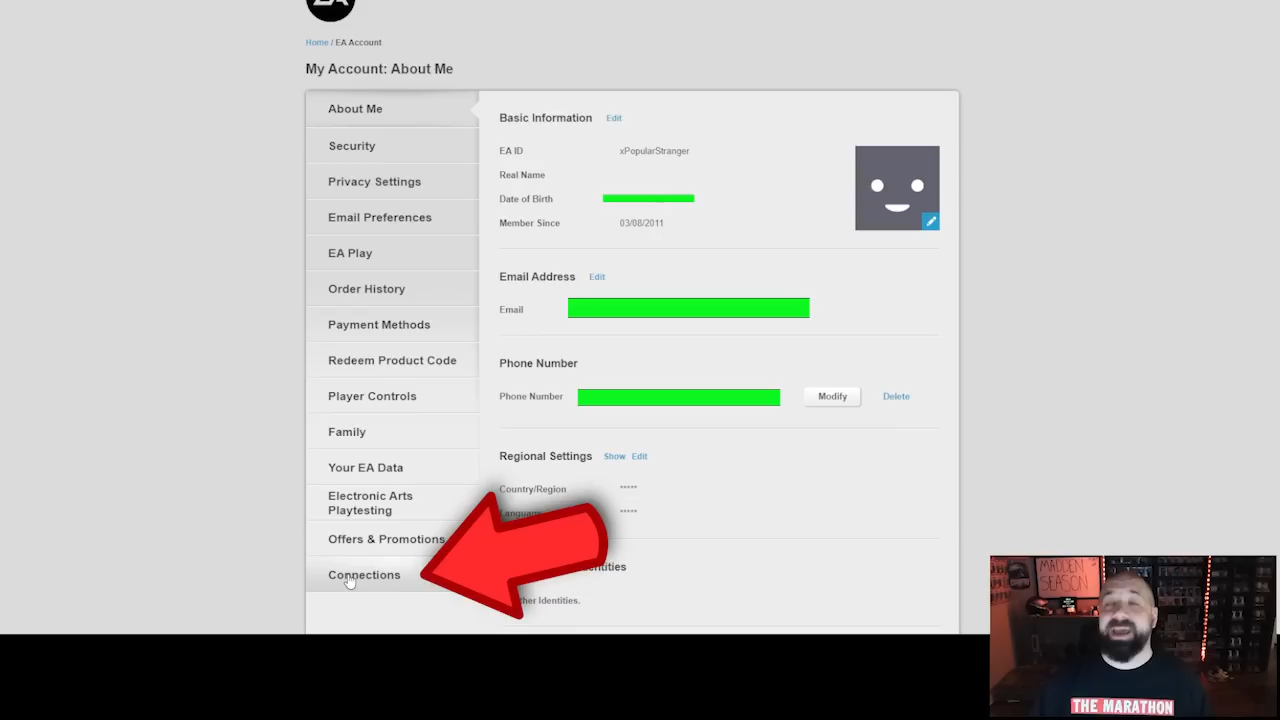 EA
Home / EA Account
My Account: About Me
About Me
Security
Privacy Settings
Email Preferences
EA Play
Order History
Payment Methods
Redeem Product Code
Player Controls
Family
Your EA Data
Electronic Arts
Playtesting
Offers & Promotions
Connections
Basic Information Edit
EA ID xPopularStranger
Real Name
Date of Birth
Member Since 03/08/2011
Email Address Edit
Email
Phone Number
Phone Number Modify Delete
Regional Settings Show Edit
Country/Region *****
Language *****
MADDEN
SEASON
THE MARATHON